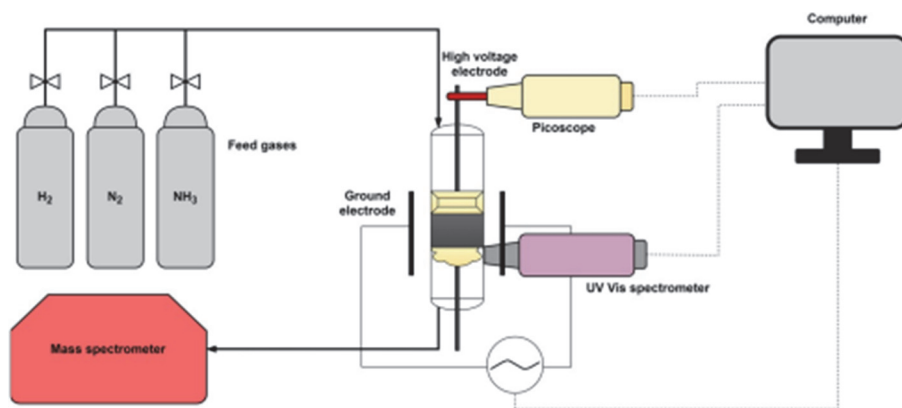 Computer
High voltage
electrode
Picoscope
Feed gases
H2
N2
NH3
Ground
electrode
UV Vis spectrometer
Mass spectrometer